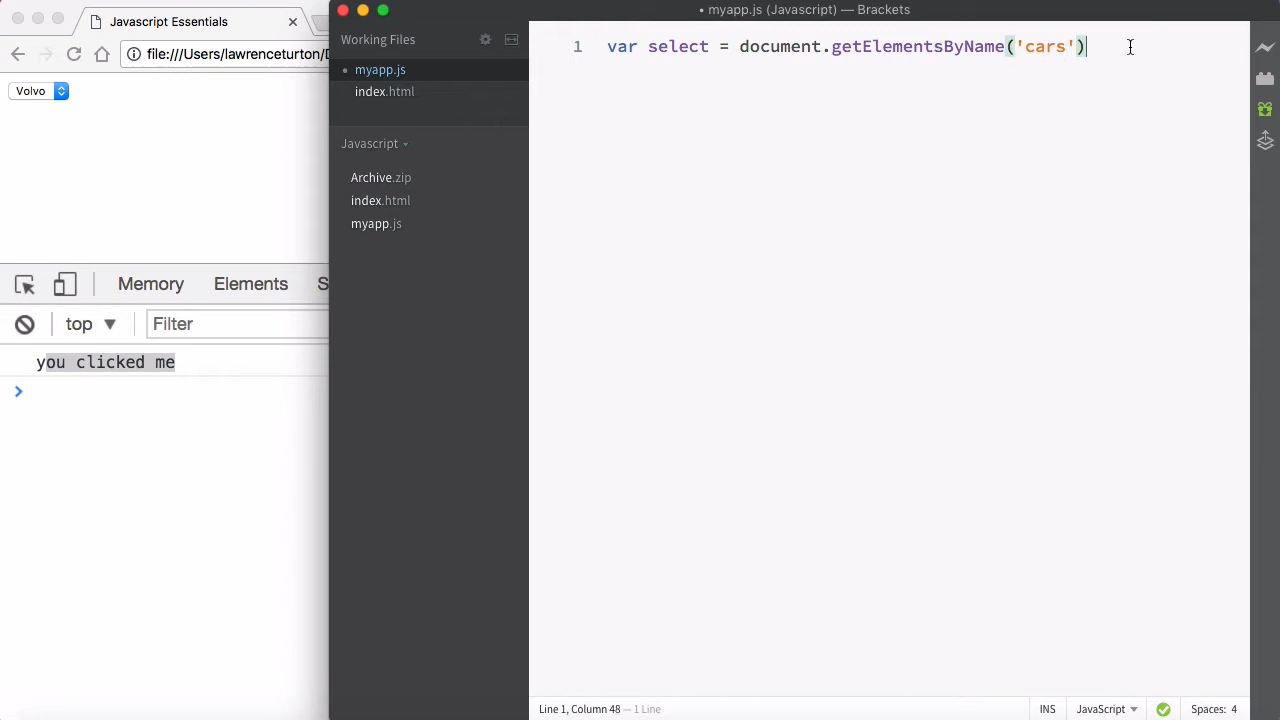 Javascript Essentials
file:///Users/lawrenceturton/D
Volvo
Memory
Elements
S
top
Filter
you clicked me
• myapp.js (Javascript) — Brackets
Working Files
myapp.js
index.html
Javascript
Archive.zip
index.html
myapp.js
1 var select = document.getElementsByName('cars')
Line 1, Column 48 — 1 Line
INS
JavaScript
Spaces: 4